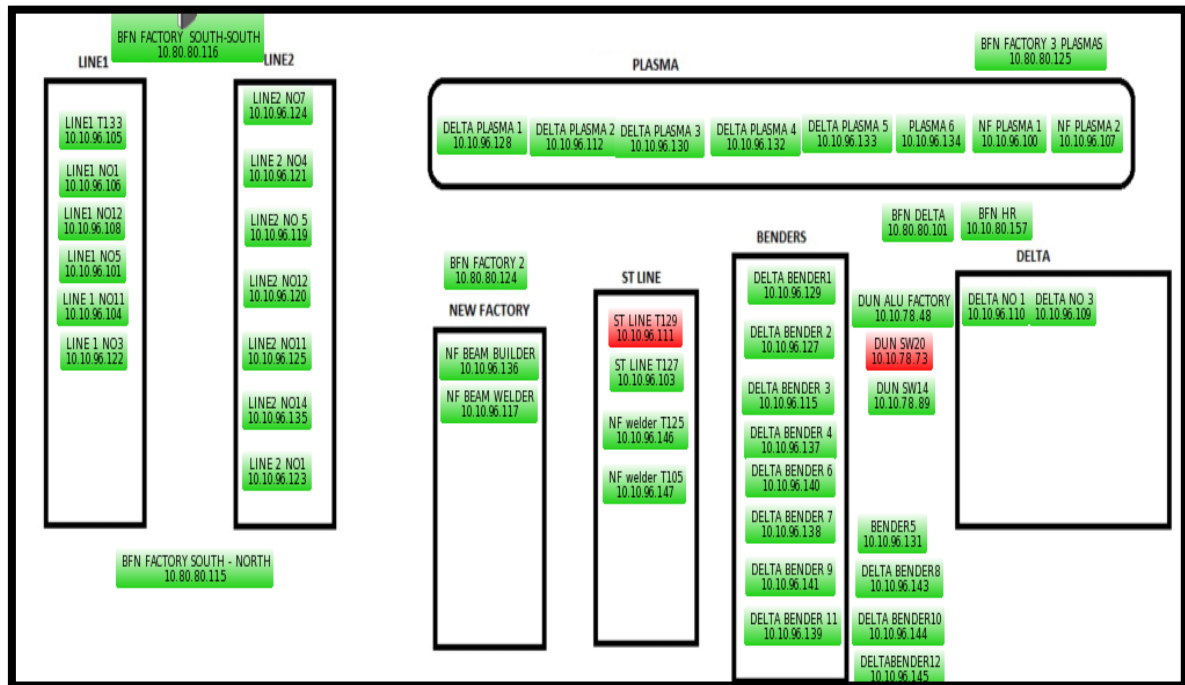 BFN FACTORY SOUTH-SOUTH
10.80.80.116
LINE1
LINE1 T133
10.10.96.105
LINE1 NO1
10.10.96.106
LINE1 NO12
10.10.96.108
LINE1 NO5
10.10.96.101
LINE 1 NO11
10.10.96.104
LINE 1 NO3
10.10.96.122
LINE2
LINE2 NO7
10.10.96.124
LINE 2 NO4
10.10.96.121
LINE2 NO 5
10.10.96.119
LINE2 NO12
10.10.96.120
LINE2 NO11
10.10.96.125
LINE2 NO14
10.10.96.135
LINE 2 NO1
10.10.96.123
BFN FACTORY SOUTH - NORTH
10.80.80.115
PLASMA
BFN FACTORY 3 PLASMAS
10.80.80.125
DELTA PLASMA 1
10.10.96.128
DELTA PLASMA 2
10.10.96.112
DELTA PLASMA 3
10.10.96.130
DELTA PLASMA 4
10.10.96.132
DELTA PLASMA 5
10.10.96.133
PLASMA 6
10.10.96.134
NF PLASMA 1
10.10.96.100
NF PLASMA 2
10.10.96.107
BFN FACTORY 2
10.80.80.124
NEW FACTORY
NF BEAM BUILDER
10.10.96.136
NF BEAM WELDER
10.10.96.117
ST LINE
ST LINE T129
10.10.96.111
ST LINE T127
10.10.96.103
NF welder T125
10.10.96.146
NF welder T105
10.10.96.147
BENDERS
DELTA BENDER1
10.10.96.129
DELTA BENDER 2
10.10.96.127
DELTA BENDER 3
10.10.96.115
DELTA BENDER 4
10.10.96.137
DELTA BENDER 6
10.10.96.140
DELTA BENDER 7
10.10.96.138
DELTA BENDER 9
10.10.96.141
DELTA BENDER 11
10.10.96.139
BFN DELTA
10.80.80.101
BFN HR
10.10.80.157
DUN ALU FACTORY
10.10.78.48
DUN SW20
10.10.78.73
DUN SW14
10.10.78.89
BENDER5
10.10.96.131
DELTA BENDER8
10.10.96.143
DELTA BENDER10
10.10.96.144
DELTABENDER12
10.10.96.145
DELTA
DELTA NO 1
10.10.96.110
DELTA NO 3
10.10.96.109